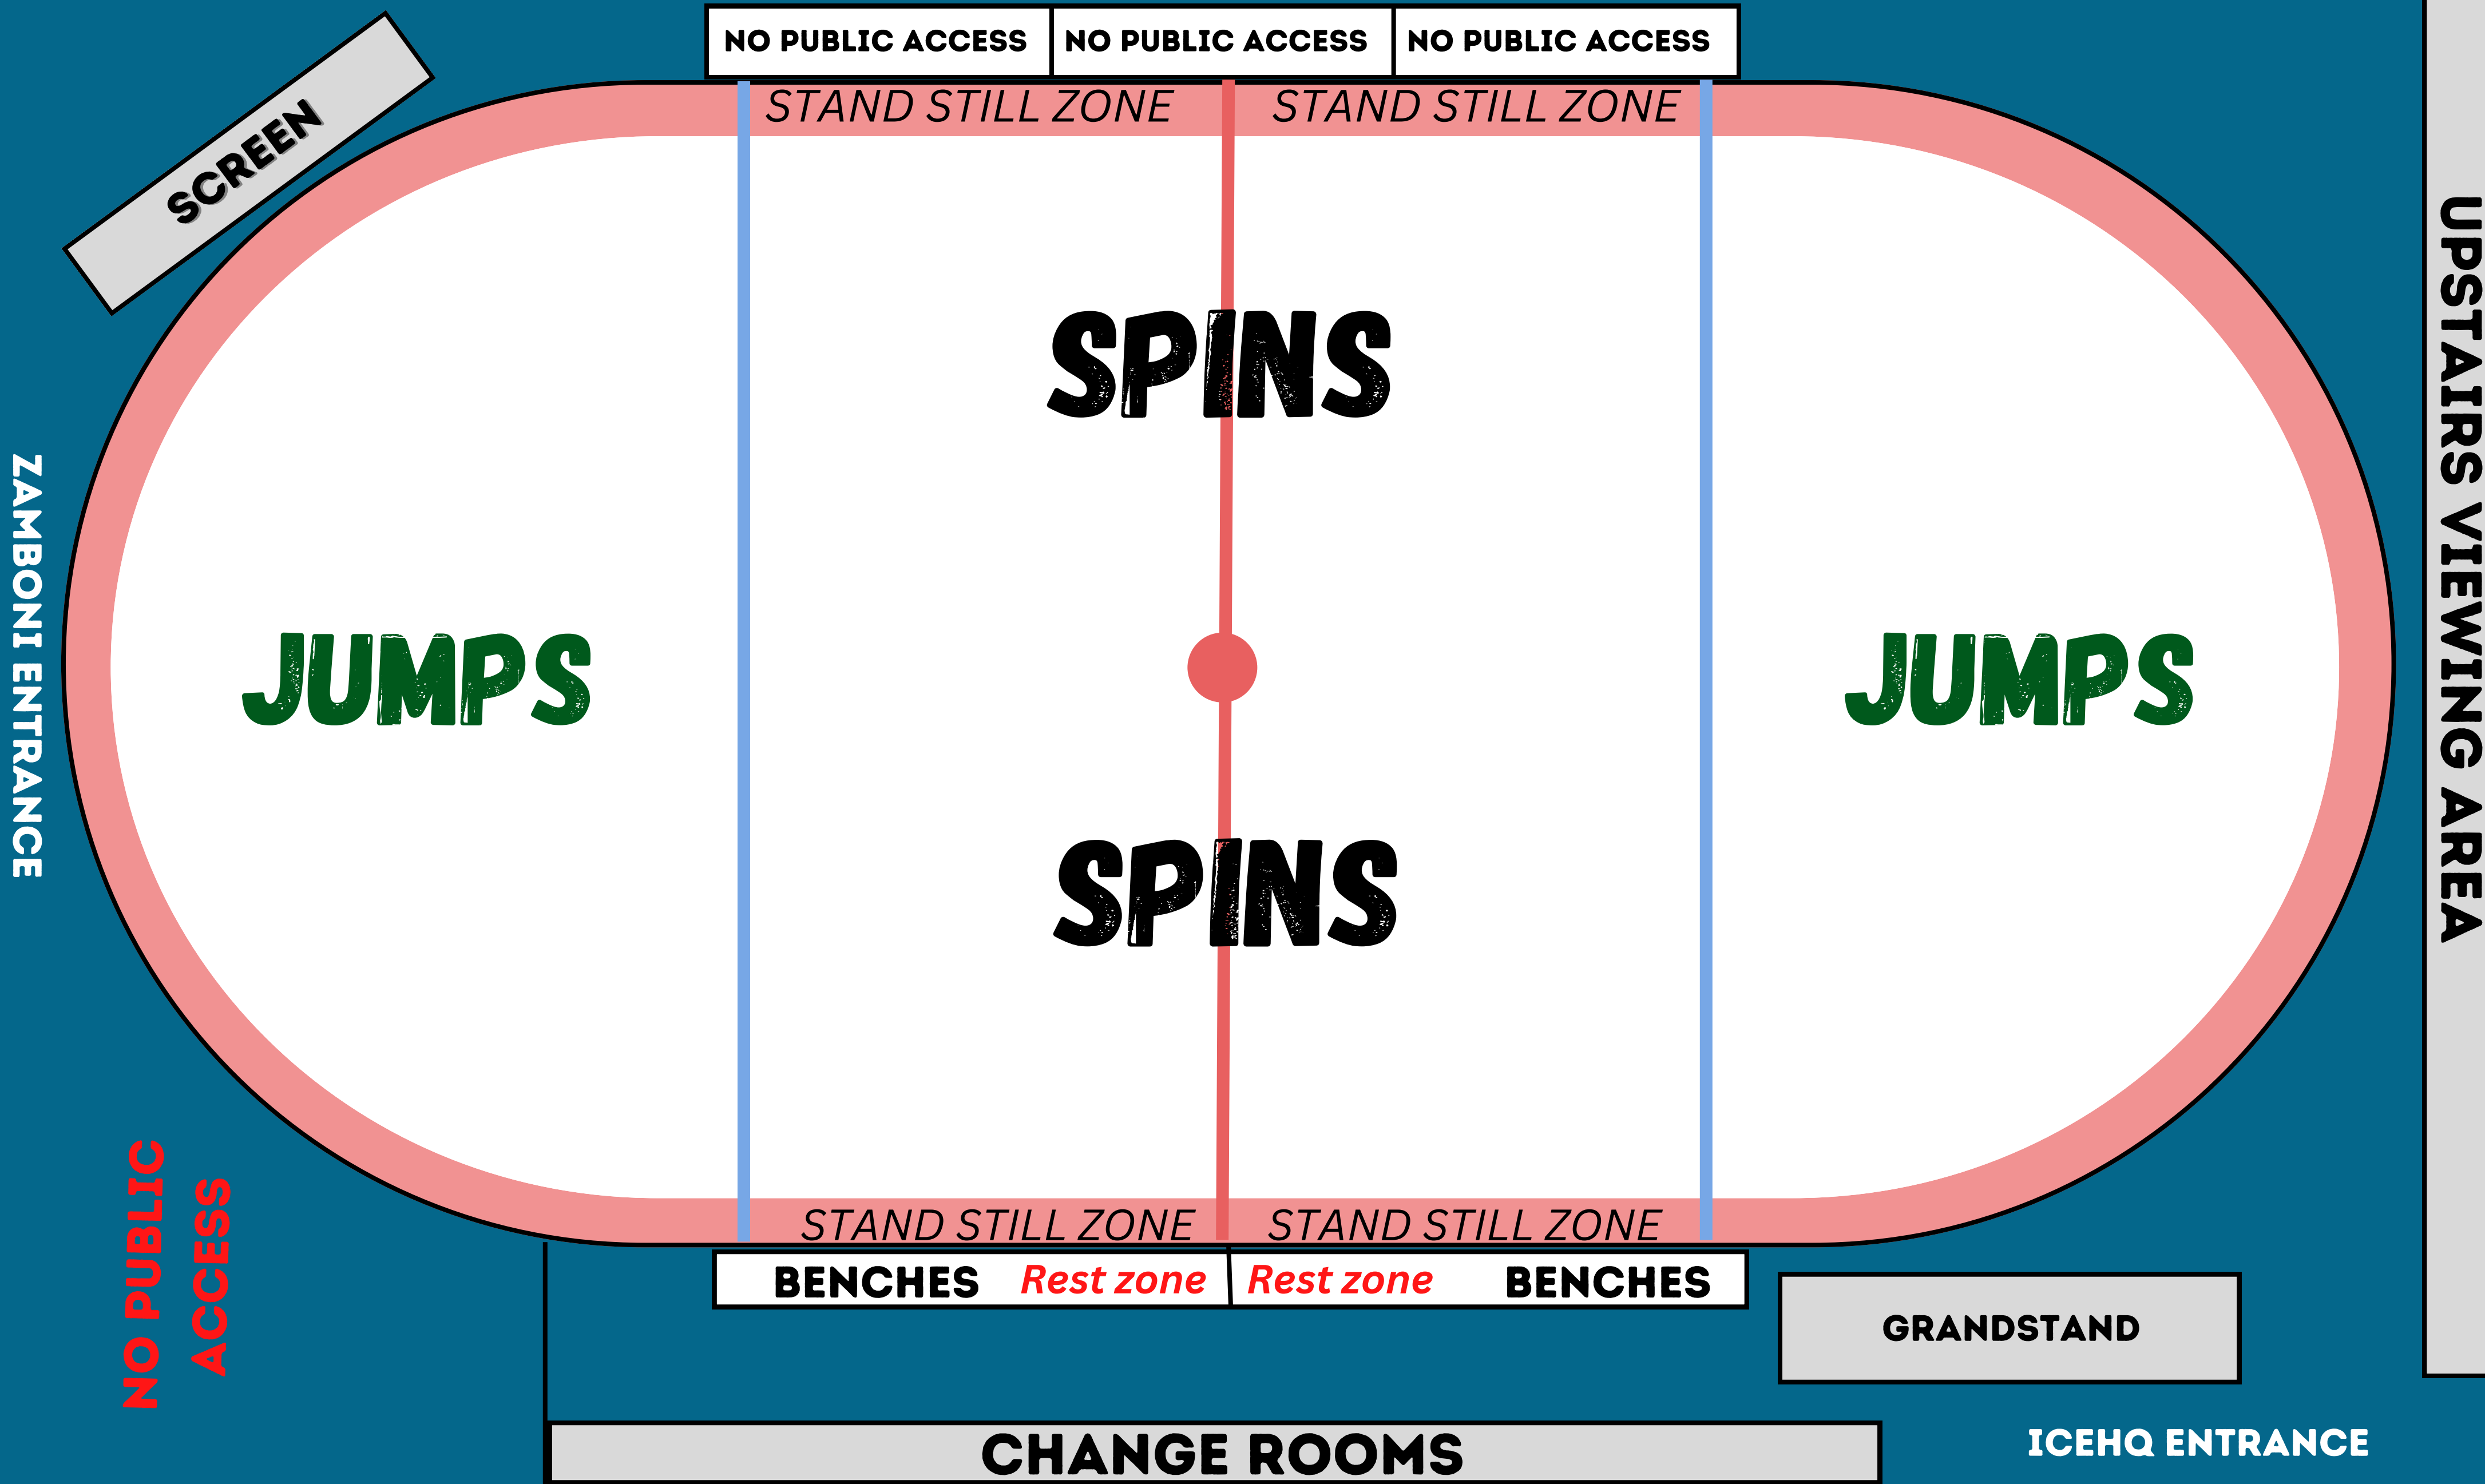 NO PUBLIC ACCESS
NO PUBLIC ACCESS
NO PUBLIC ACCESS
STAND STILL ZONE
STAND STILL ZONE
SCREEN
SPINS
ZAMBONI ENTRANCE
JUMPS
JUMPS
UPSTAIRS VIEWING AREA
SPINS
NO PUBLIC
ACCESS
STAND STILL ZONE
STAND STILL ZONE
BENCHES
Rest zone
Rest zone
BENCHES
GRANDSTAND
CHANGE ROOMS
ICEHQ ENTRANCE